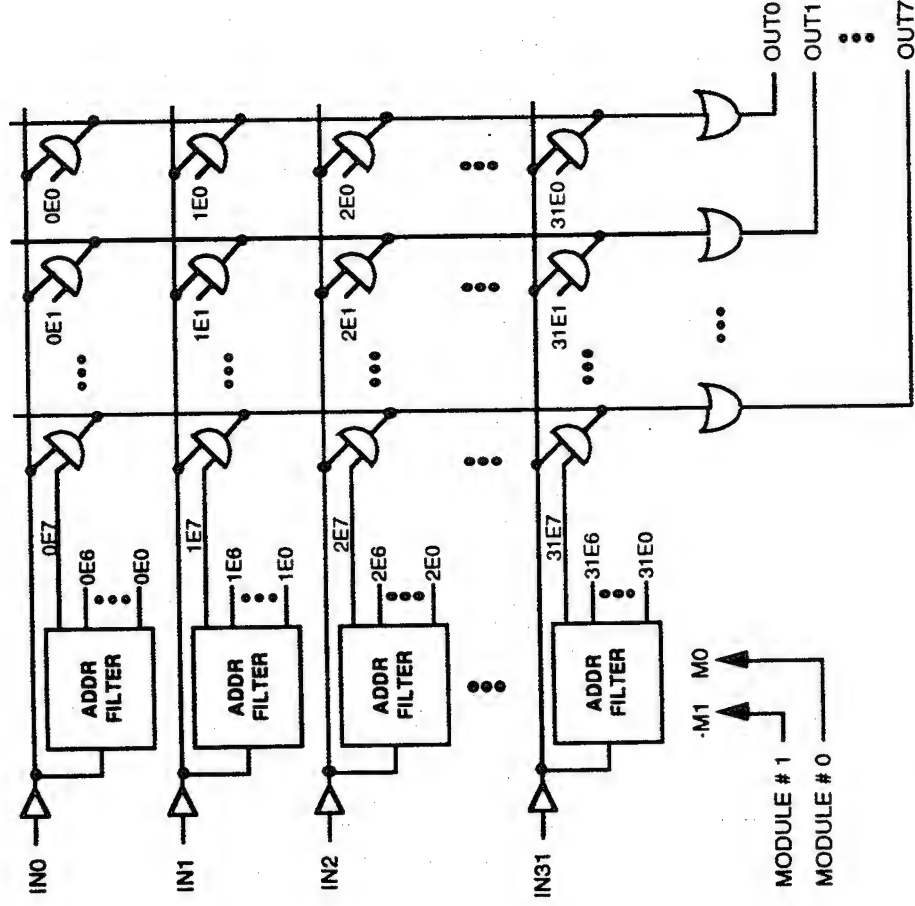 IN0
ADDR
FILTER
0E7
0E6
0E0
0E1
0E0
IN1
ADDR
FILTER
1E7
1E6
1E0
1E1
1E0
IN2
ADDR
FILTER
2E7
2E6
2E0
2E1
2E0
IN31
ADDR
FILTER
31E7
31E6
31E0
31E1
31E0
-M1
M0
MODULE # 1
MODULE # 0
OUT0
OUT1
OUT7